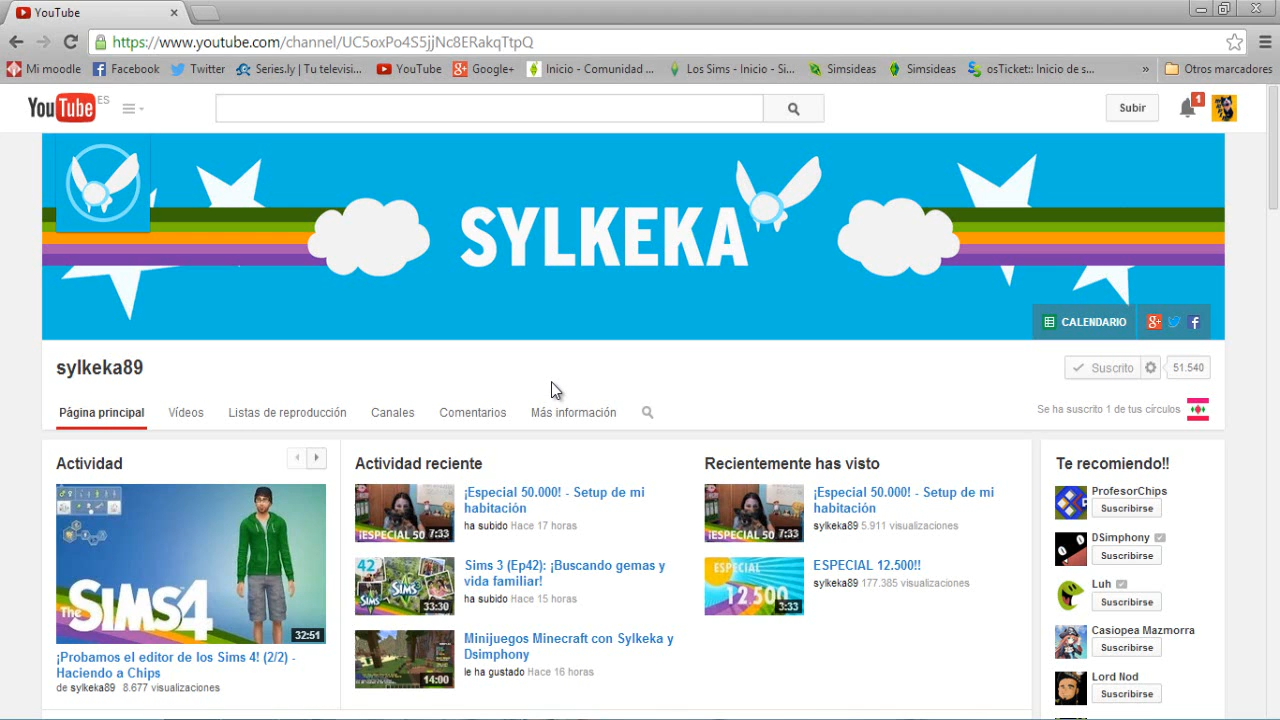 YouTube
https://www.youtube.com/channel/UC5oxPo4S5jjNc8ERakqTtpQ
Mi moodle
Facebook
Twitter
Series.ly | Tu televisi...
YouTube
Google+
Inicio - Comunidad ...
Los Sims - Inicio - Si...
Simsideas
Simsideas
osTicket:: Inicio de s...
»
Otros marcadores
YouTube ES
Subir
1
SYLKEKA
CALENDARIO
sylkeka89
Suscrito
51.540
Página principal
Vídeos
Listas de reproducción
Canales
Comentarios
Más información
Se ha suscrito 1 de tus círculos
Actividad
The SIMS 4
32:51
¡Probamos el editor de los Sims 4! (2/2) -
Haciendo a Chips
de sylkeka89 8.677 visualizaciones
Actividad reciente
¡ESPECIAL 50
7:33
¡Especial 50.000! - Setup de mi
habitación
ha subido Hace 17 horas
42
SIMS
33:30
Sims 3 (Ep42): ¡Buscando gemas y
vida familiar!
ha subido Hace 15 horas
14:00
Minijuegos Minecraft con Sylkeka y
Dsimphony
le ha gustado Hace 16 horas
Recientemente has visto
¡ESPECIAL 50
7:33
¡Especial 50.000! - Setup de mi
habitación
sylkeka89 5.911 visualizaciones
ESPECIAL
12.500
3:33
ESPECIAL 12.500!!
sylkeka89 177.385 visualizaciones
Te recomiendo!!
ProfesorChips
Suscribirse
DSimphony
Suscribirse
Luh
Suscribirse
Casiopea Mazmorra
Suscribirse
Lord Nod
Suscribirse